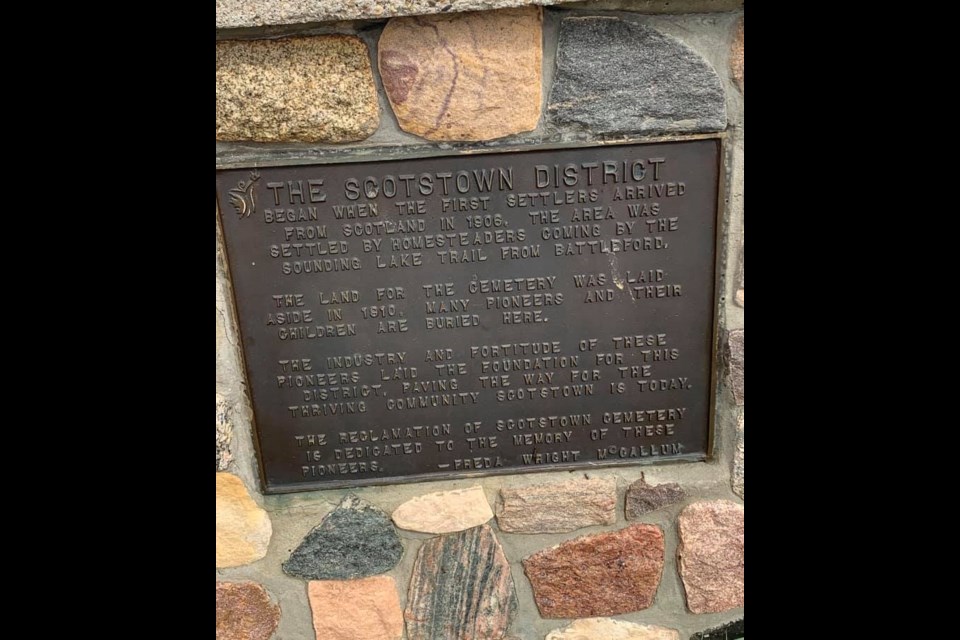 THE SCOTSTOWN DISTRICT
BEGAN WHEN THE FIRST SETTLERS ARRIVED
FROM SCOTLAND IN 1906. THE AREA WAS
SETTLED BY HOMESTEADERS COMING BY THE
SOUNDING LAKE TRAIL FROM BATTLEFORD.
THE LAND FOR THE CEMETERY WAS LAID
ASIDE IN 1910. MANY PIONEERS AND THEIR
CHILDREN ARE BURIED HERE.
THE INDUSTRY AND FORTITUDE OF THESE
PIONEERS LAID THE FOUNDATION FOR THIS
DISTRICT, PAVING THE WAY FOR THE
THRIVING COMMUNITY SCOTSTOWN IS TODAY.
THE RECLAMATION OF SCOTSTOWN CEMETERY
IS DEDICATED TO THE MEMORY OF THESE
PIONEERS. —FREDA WRIGHT McCALLUM